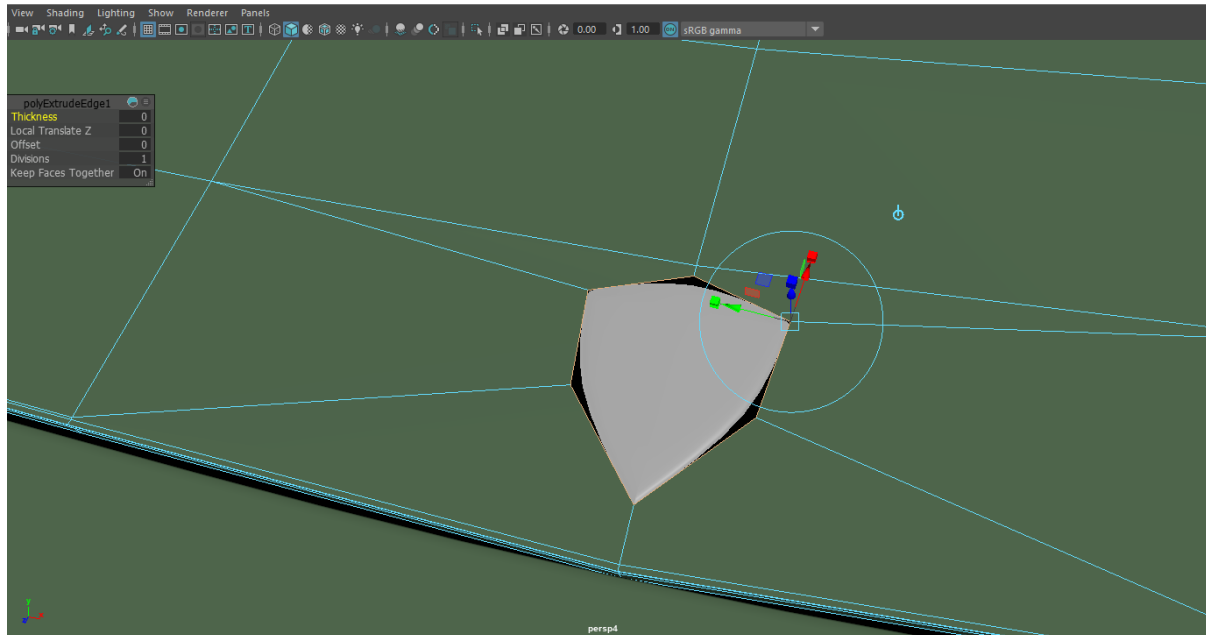 View Shading Lighting Show Renderer Panels
0.00 1.00 sRGB gamma
polyExtrudeEdge1
Thickness 0
Local Translate Z 0
Offset 0
Divisions 1
Keep Faces Together On
y
x
z
persp4